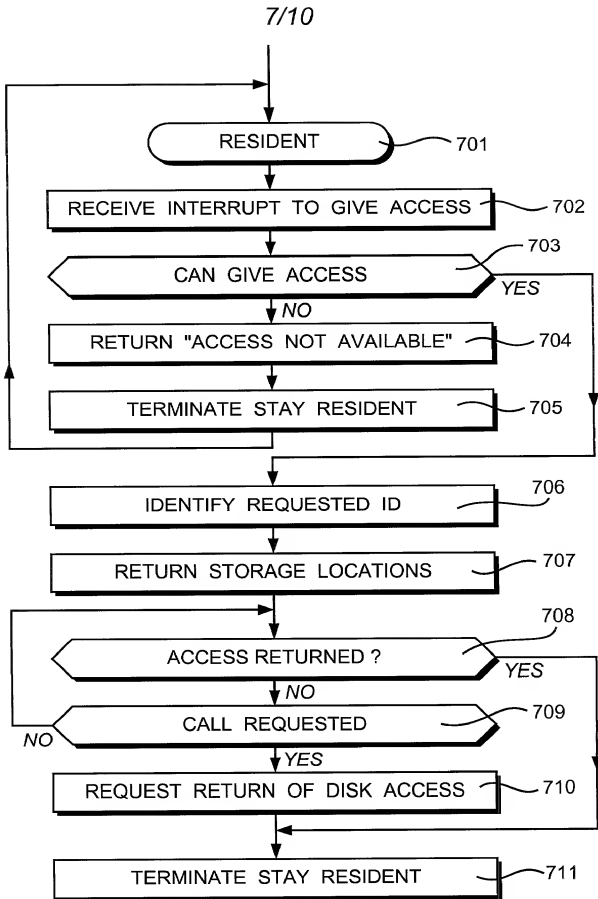 7/10
RESIDENT
701
RECEIVE INTERRUPT TO GIVE ACCESS
702
703
CAN GIVE ACCESS
YES
NO
RETURN "ACCESS NOT AVAILABLE"
704
TERMINATE STAY RESIDENT
705
706
IDENTIFY REQUESTED ID
707
RETURN STORAGE LOCATIONS
708
ACCESS RETURNED ?
YES
NO
CALL REQUESTED
709
NO
YES
REQUEST RETURN OF DISK ACCESS
710
TERMINATE STAY RESIDENT
711